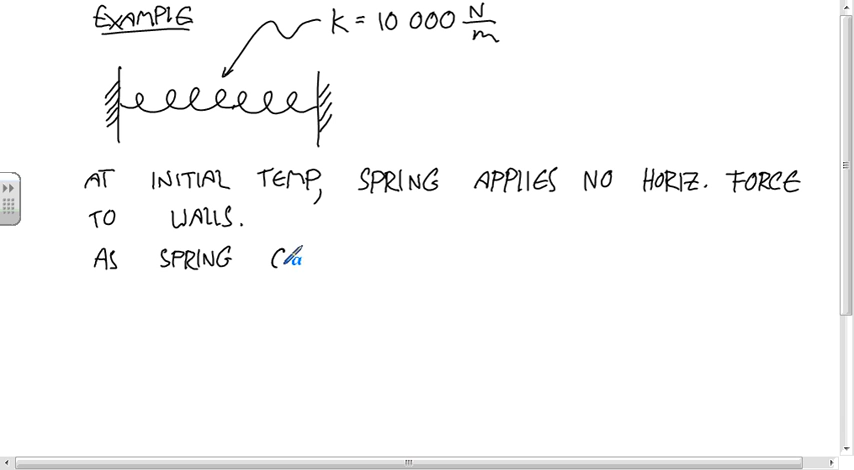 EXAMPLE
k = 10 000 N/m
AT INITIAL TEMP, SPRING APPLIES NO HORIZ. FORCE
TO WALLS.
AS SPRING